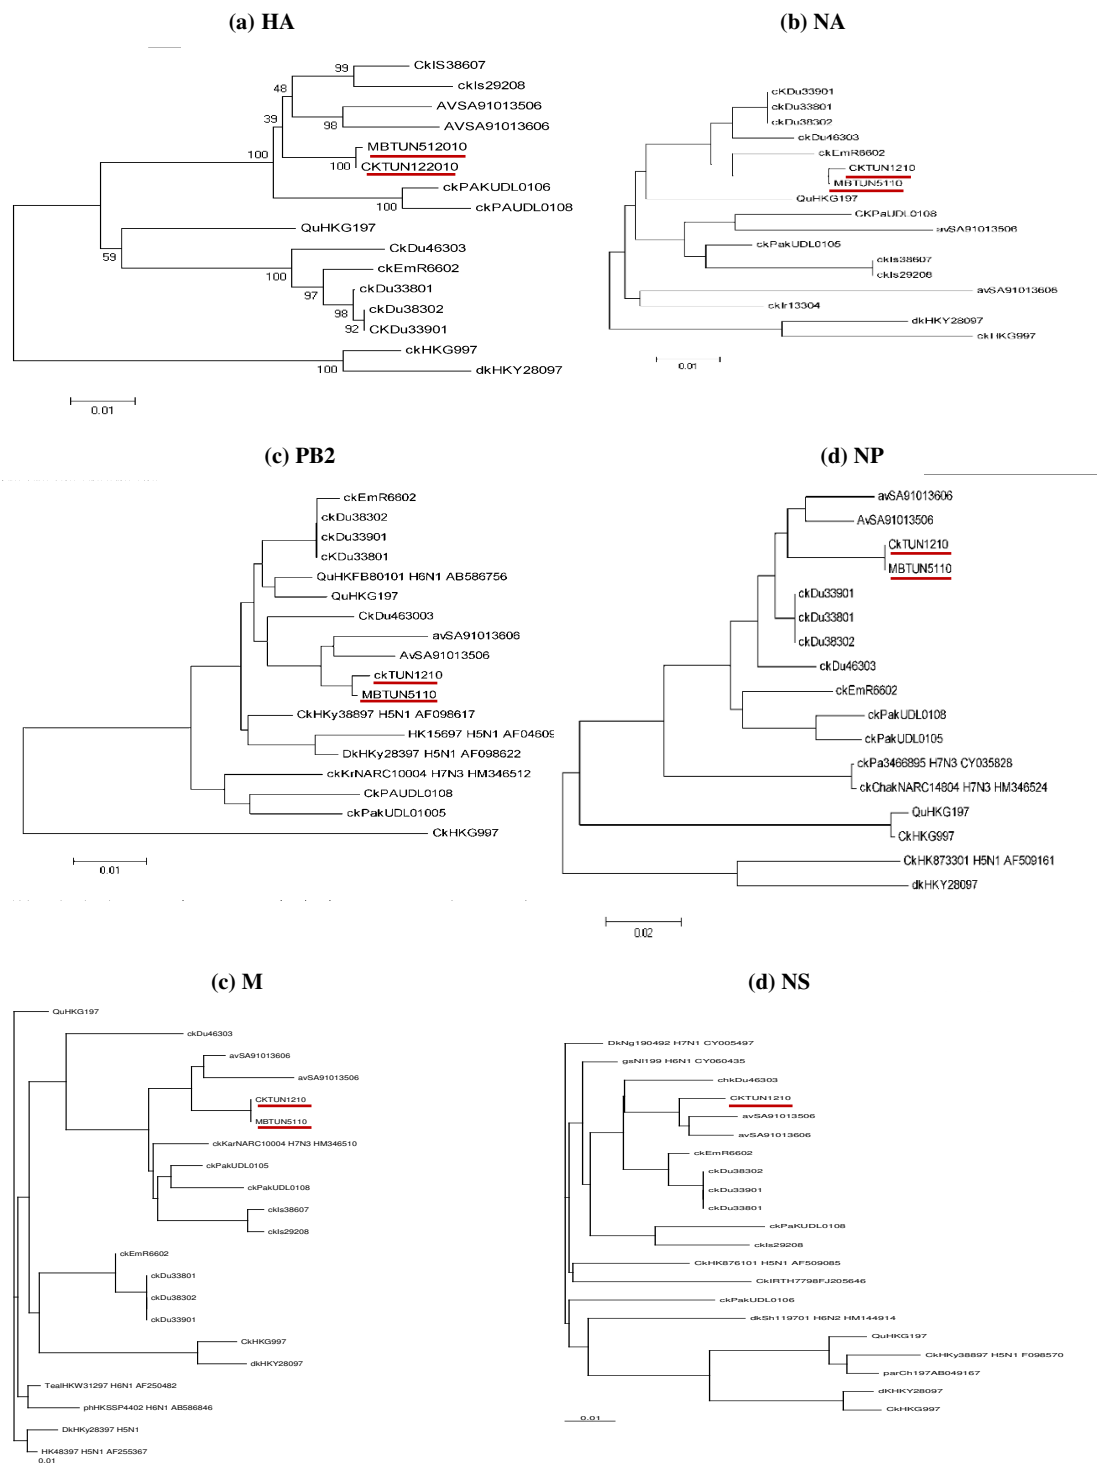 (a) HA
CkIS38607
ckIs29208
AVSA91013506
AVSA91013606
MBTUN512010
CKTUN122010
ckPAKUDL0106
ckPAUDL0108
QuHKG197
CkDu46303
ckEmR6602
ckDu33801
ckDu38302
CKDu33901
ckHKG997
dkHKY28097
99
48
98
39
100
100
100
59
100
97
98
92
100
0.01
(b) NA
cKDu33901
ckDu33801
ckDu38302
ckDu46303
ckEmR6602
CKTUN1210
MBTUN5110
QuHKG197
CKPaUDL0108
avSA91013506
ckPakUDL0105
ckIs38607
ckIs29208
avSA91013606
ckIr13304
dkHKY28097
ckHKG997
0.01
(c) PB2
ckEmR6602
ckDu38302
ckDu33901
cKDu33801
QuHKFB80101 H6N1 AB586756
QuHKG197
CkDu463003
avSA91013606
AvSA91013506
ckTUN1210
MBTUN5110
CkHKy38897 H5N1 AF098617
HK15697 H5N1 AF04609
DkHKy28397 H5N1 AF098622
ckKrNARC10004 H7N3 HM346512
CkPAUDL0108
ckPakUDL01005
CkHKG997
0.01
(d) NP
avSA91013606
AvSA91013506
CkTUN1210
MBTUN5110
ckDu33901
ckDu33801
ckDu38302
ckDu46303
ckEmR6602
ckPakUDL0108
ckPakUDL0105
ckPa3466895 H7N3 CY035828
ckChakNARC14804 H7N3 HM346524
QuHKG197
CkHKG997
CkHK873301 H5N1 AF509161
dkHKY28097
0.02
(c) M
QuHKG197
ckDu46303
avSA91013606
avSA91013506
CKTUN1210
MBTUN5110
ckKarNARC10004 H7N3 HM346510
ckPakUDL0105
ckPakUDL0108
ckIs38607
ckIs29208
ckEmR6602
ckDu33801
ckDu38302
ckDu33901
CkHKG997
dkHKY28097
TealHKW31297 H6N1 AF250482
phHKSSP4402 H6N1 AB586846
DkHKy28397 H5N1
HK48397 H5N1 AF255367
0.01
(d) NS
DkNg190492 H7N1 CY005497
gsNl199 H6N1 CY060435
chkDu46303
CKTUN1210
avSA91013506
avSA91013606
ckEmR6602
ckDu38302
ckDu33901
ckDu33801
ckPaKUDL0108
ckIs29208
CkHK876101 H5N1 AF509085
CkIRTH7798FJ205646
ckPakUDL0106
dkSh119701 H6N2 HM144914
QuHKG197
CkHKy38897 H5N1 F098570
parCh197AB049167
dKHKY28097
CkHKG997
0.01